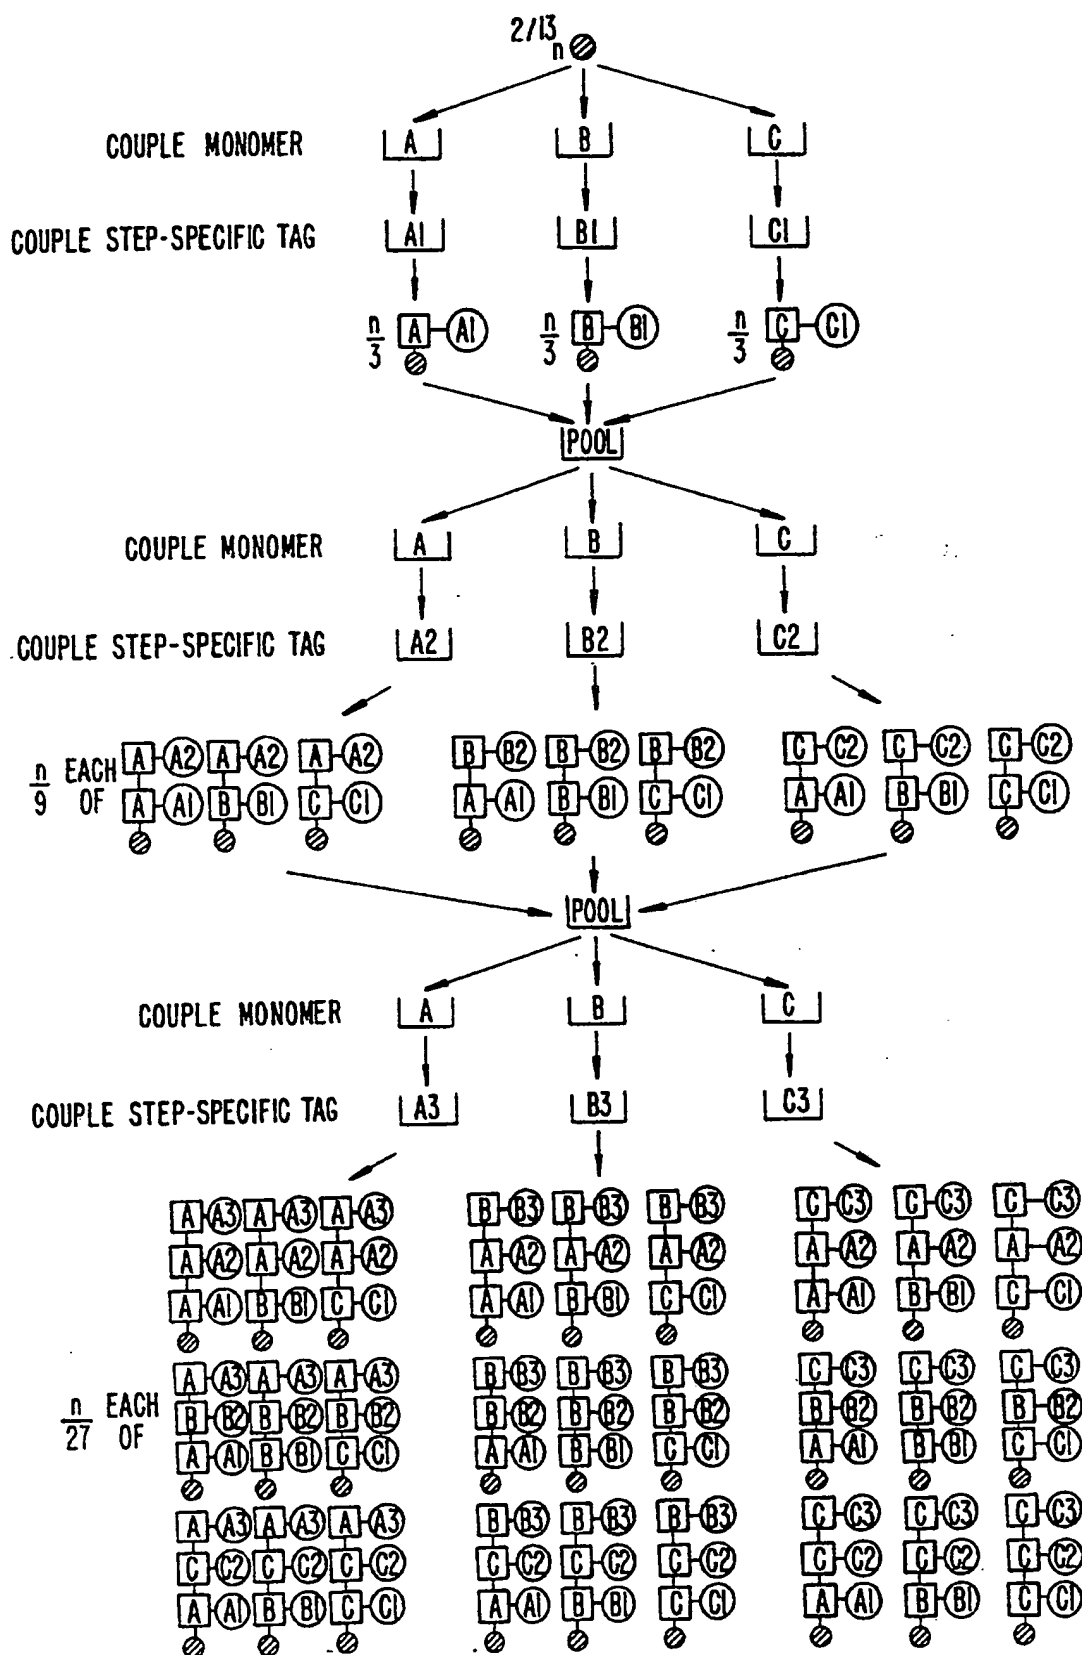 2/13
n
COUPLE MONOMER A B C
COUPLE STEP-SPECIFIC TAG A1 B1 C1
n/3 A A1 n/3 B B1 n/3 C C1
POOL
COUPLE MONOMER A B C
COUPLE STEP-SPECIFIC TAG A2 B2 C2
n/9 EACH OF
A A2 A A2 A A2 B B2 B B2 B B2 C C2 C C2 C C2
A A1 B B1 C C1 A A1 B B1 C C1 A A1 B B1 C C1
POOL
COUPLE MONOMER A B C
COUPLE STEP-SPECIFIC TAG A3 B3 C3
A A3 A A3 A A3 B B3 B B3 B B3 C C3 C C3 C C3
A A2 A A2 A A2 A A2 A A2 A A2 A A2 A A2 A A2
A A1 B B1 C C1 A A1 B B1 C C1 A A1 B B1 C C1
n/27 EACH OF
A A3 A A3 A A3 B B3 B B3 B B3 C C3 C C3 C C3
B B2 B B2 B B2 B B2 B B2 B B2 B B2 B B2 B B2
A A1 B B1 C C1 A A1 B B1 C C1 A A1 B B1 C C1
A A3 A A3 A A3 B B3 B B3 B B3 C C3 C C3 C C3
C C2 C C2 C C2 C C2 C C2 C C2 C C2 C C2 C C2
A A1 B B1 C C1 A A1 B B1 C C1 A A1 B B1 C C1